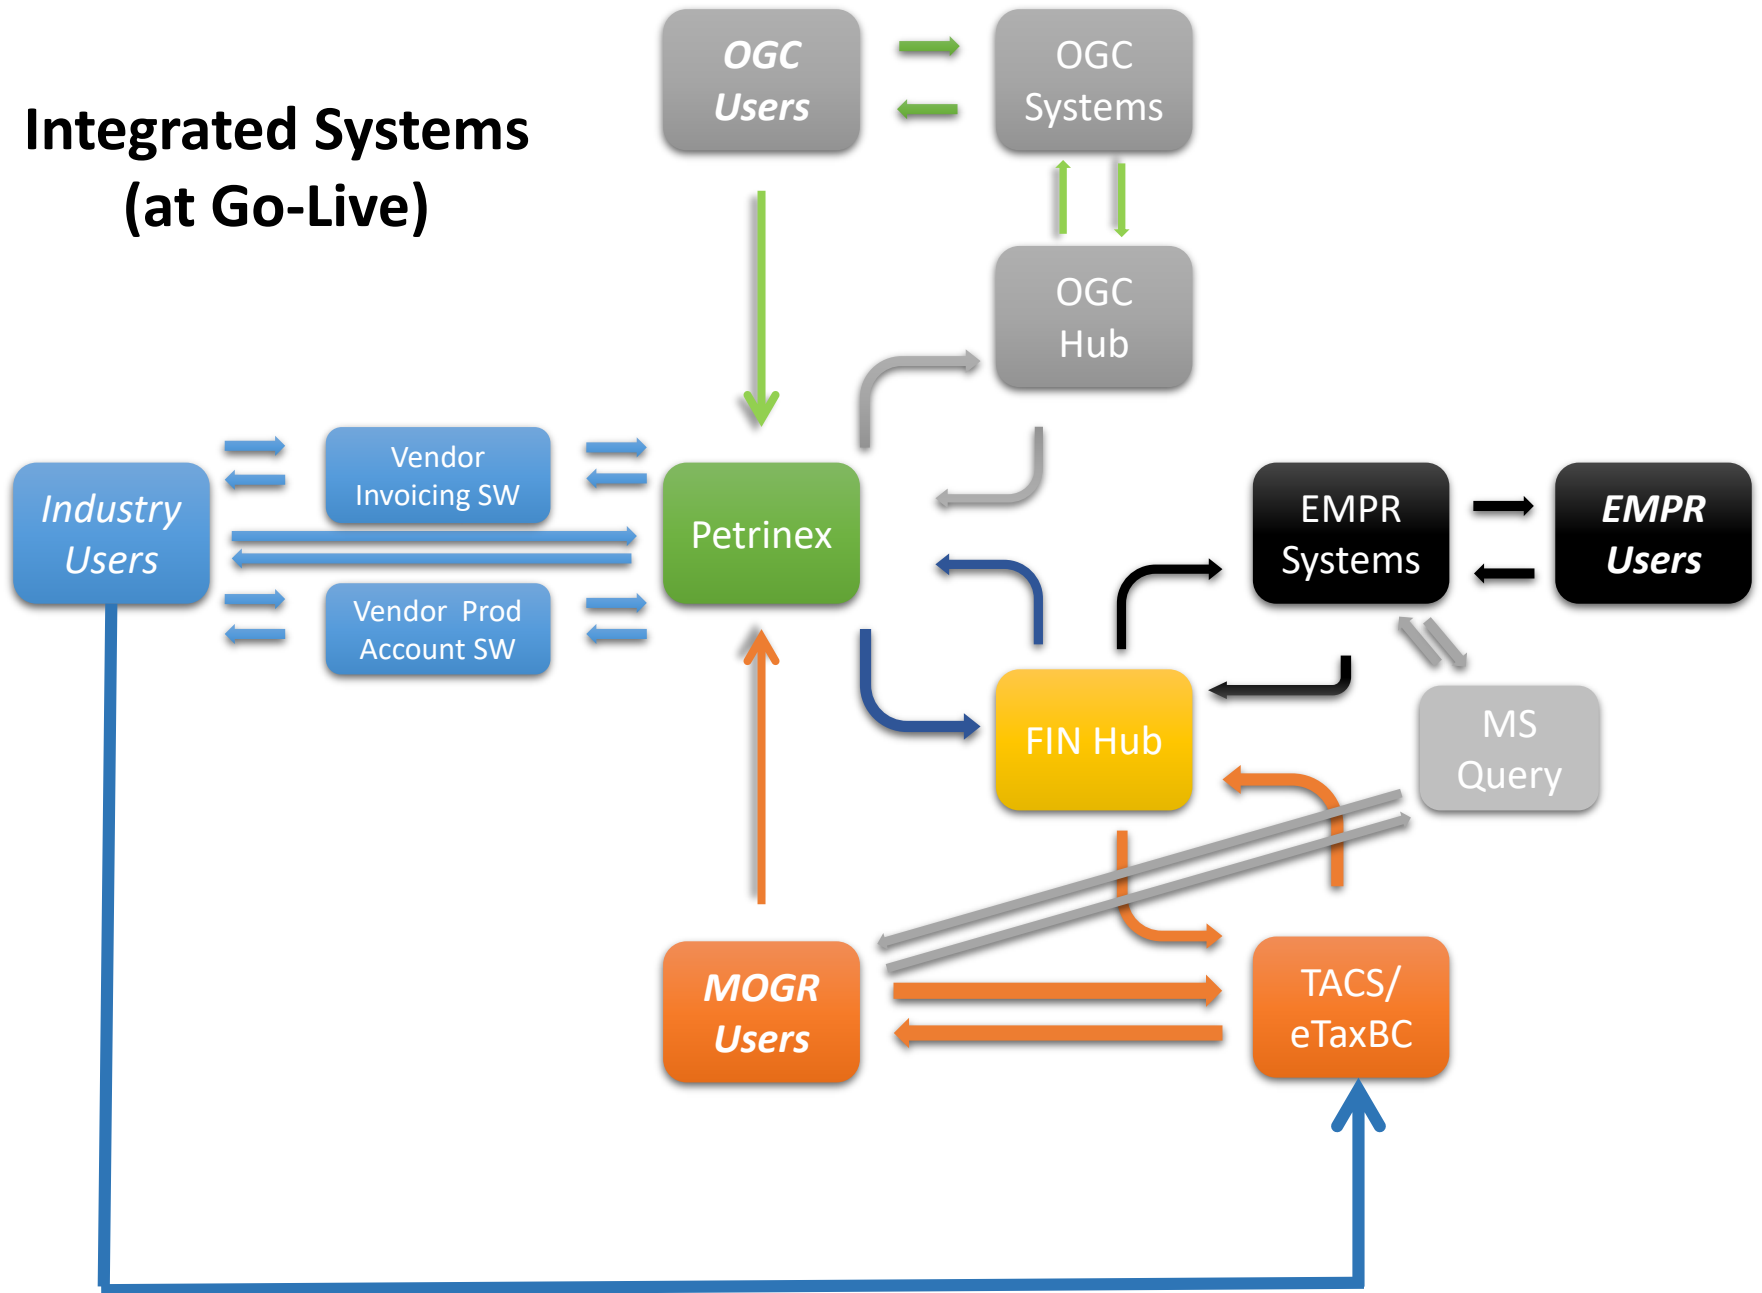 Integrated Systems
(at Go-Live)
OGC
Users
OGC
Systems
OGC
Hub
Industry
Users
Vendor
Invoicing SW
Vendor Prod
Account SW
Petrinex
EMPR
Systems
EMPR
Users
FIN Hub
MS
Query
MOGR
Users
TACS/
eTaxBC